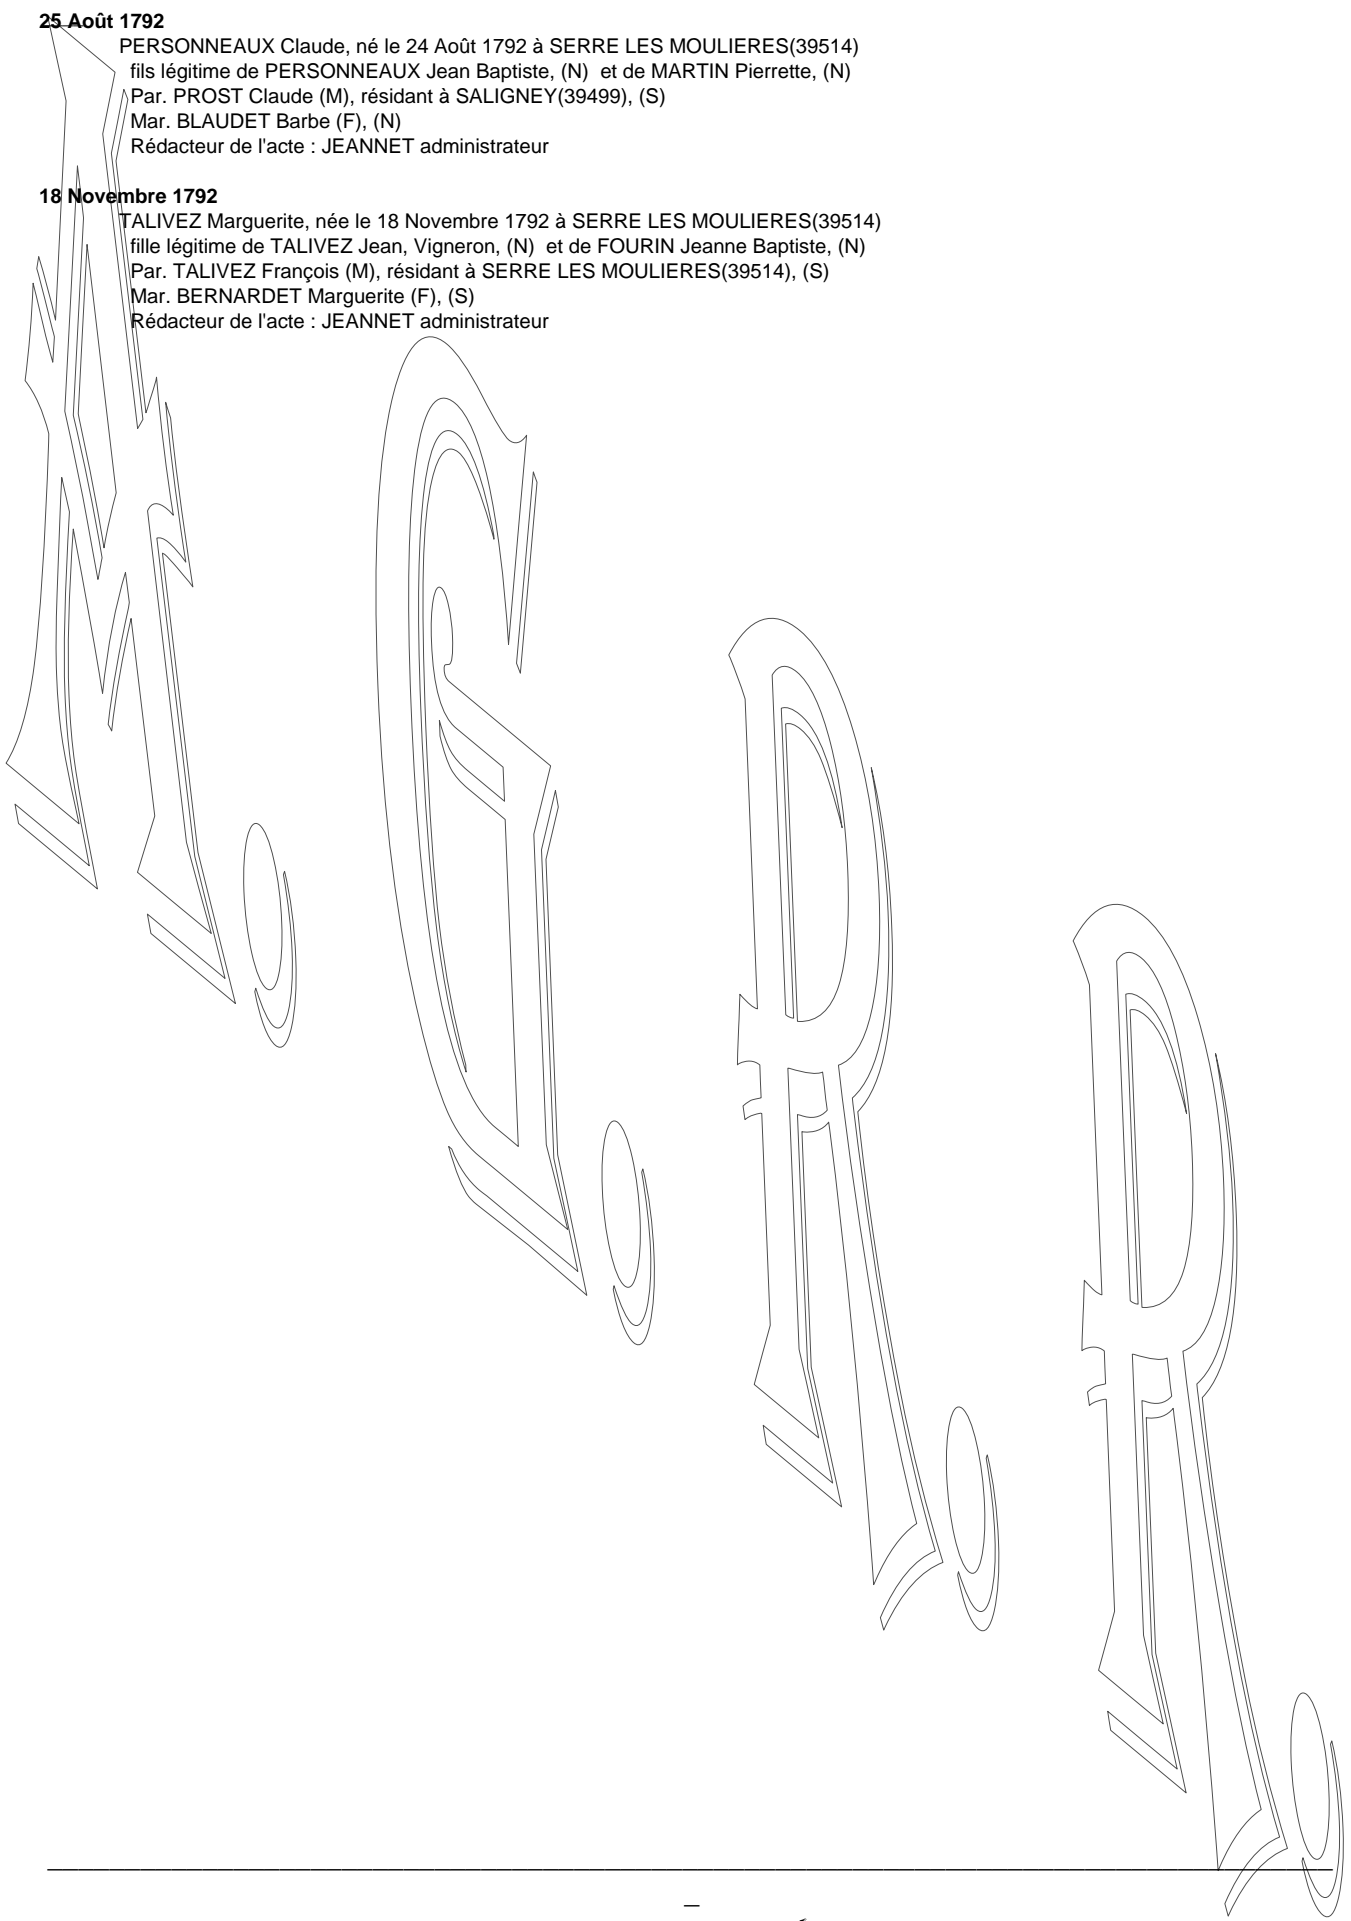 25 Août 1792
PERSONNEAUX Claude, né le 24 Août 1792 à SERRE LES MOULIERES(39514)
fils légitime de PERSONNEAUX Jean Baptiste, (N) et de MARTIN Pierrette, (N)
Par. PROST Claude (M), résidant à SALIGNEY(39499), (S)
Mar. BLAUDET Barbe (F), (N)
Rédacteur de l'acte : JEANNET administrateur
18 Novembre 1792
TALIVEZ Marguerite, née le 18 Novembre 1792 à SERRE LES MOULIERES(39514)
fille légitime de TALIVEZ Jean, Vigneron, (N) et de FOURIN Jeanne Baptiste, (N)
Par. TALIVEZ François (M), résidant à SERRE LES MOULIERES(39514), (S)
Mar. BERNARDET Marguerite (F), (S)
Rédacteur de l'acte : JEANNET administrateur
M.G.R.R.